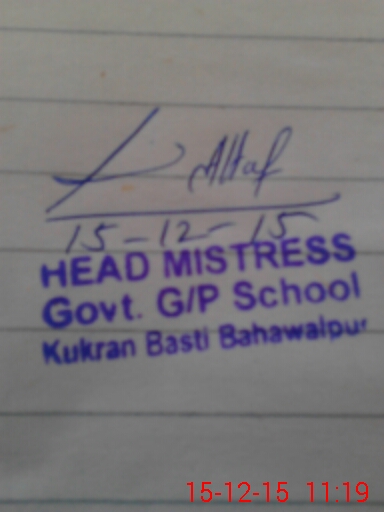 Altaf
15-12-15
HEAD MISTRESS
Govt. G/P School
Kukran Basti Bahawalpur
15-12-15 11:19